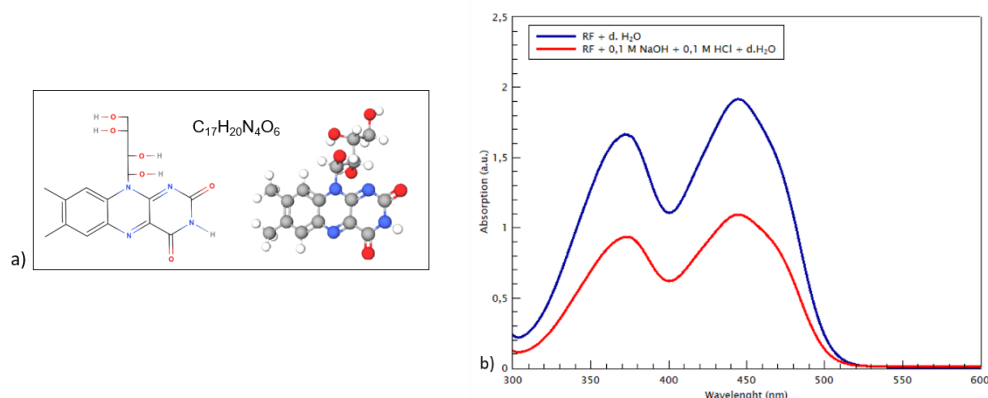 a)
C17H20N4O6
H O
H O
O H
O H
N
N
O
N
H
N
O
b)
Absorption (a.u.)
2,5
2
1,5
1
0,5
0
RF + d. H2O
RF + 0,1 M NaOH + 0,1 M HCl + d.H2O
300 350 400 450 500 550 600
Wavelenght (nm)